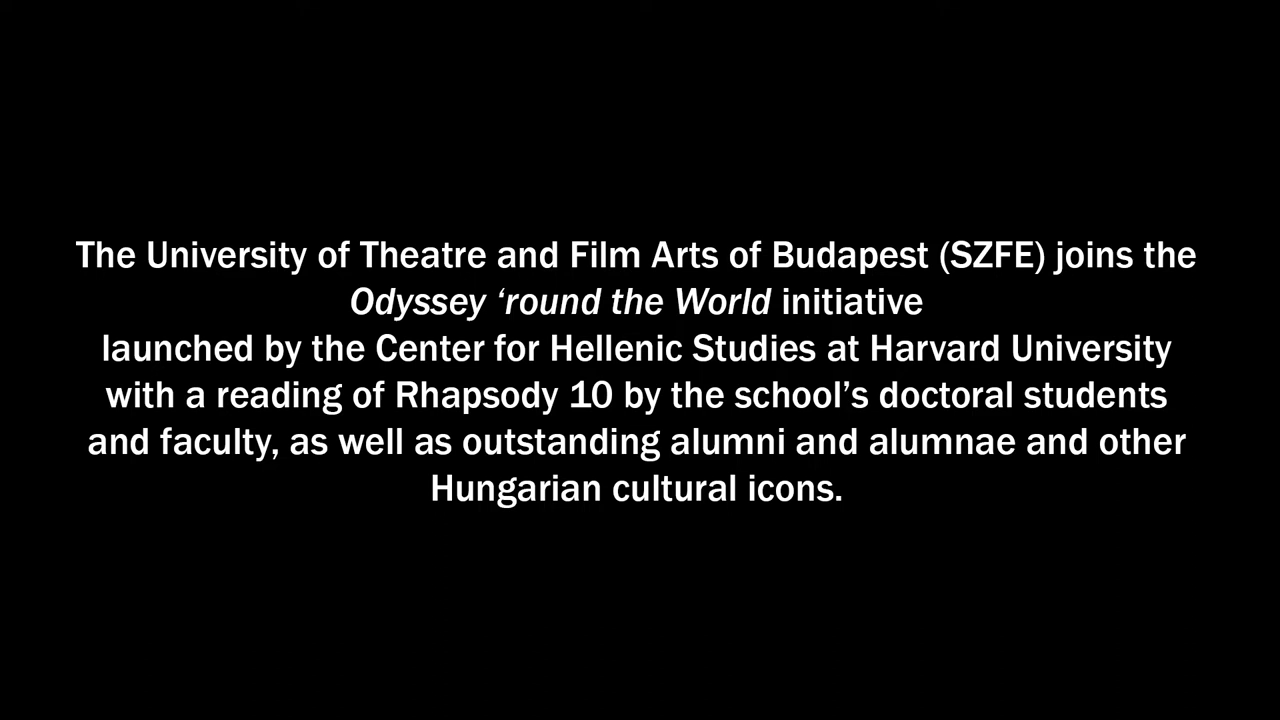 The University of Theatre and Film Arts of Budapest (SZFE) joins the
Odyssey ‘round the World initiative
launched by the Center for Hellenic Studies at Harvard University
with a reading of Rhapsody 10 by the school’s doctoral students
and faculty, as well as outstanding alumni and alumnae and other
Hungarian cultural icons.